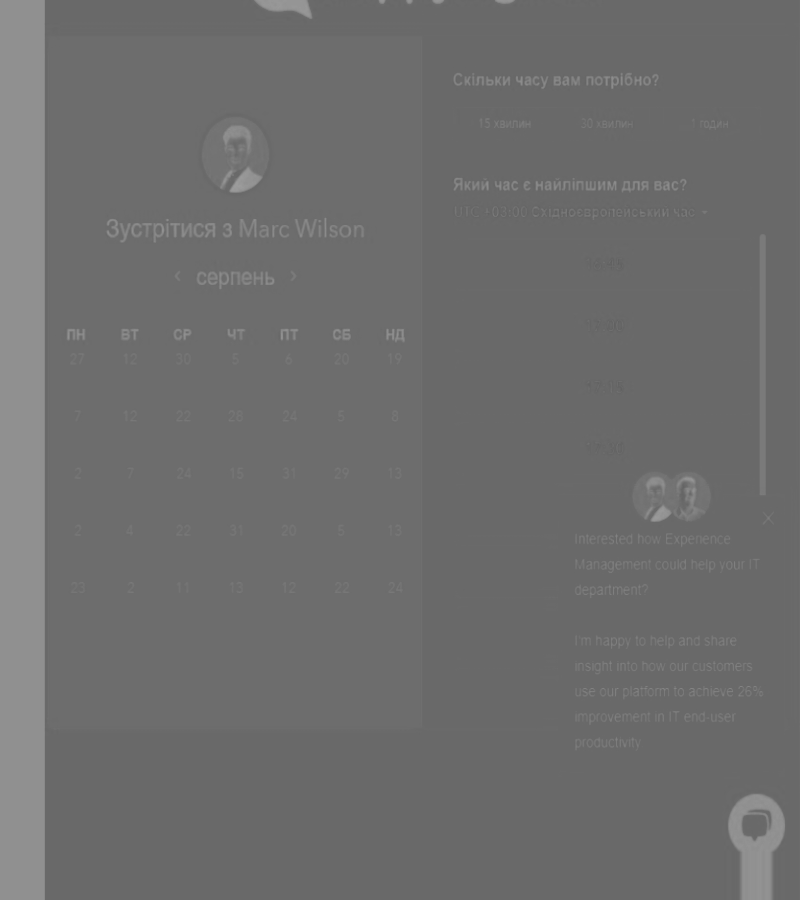 Зустрітися з Marc Wilson
‹ серпень ›
ПН ВТ СР ЧТ ПТ СБ НД
27 12 30 5 6 20 19
7 12 22 28 24 5 8
2 7 24 15 31 29 13
2 4 22 31 20 5 13
23 2 11 13 12 22 24
Скільки часу вам потрібно?
15 хвилин 30 хвилин 1 годин
Який час є найліпшим для вас?
UTC +03:00 Східноєвропейський час
Interested how Experience
Management could help your IT
department?
I'm happy to help and share
insight into how our customers
use our platform to achieve 26%
improvement in IT end-user
productivity